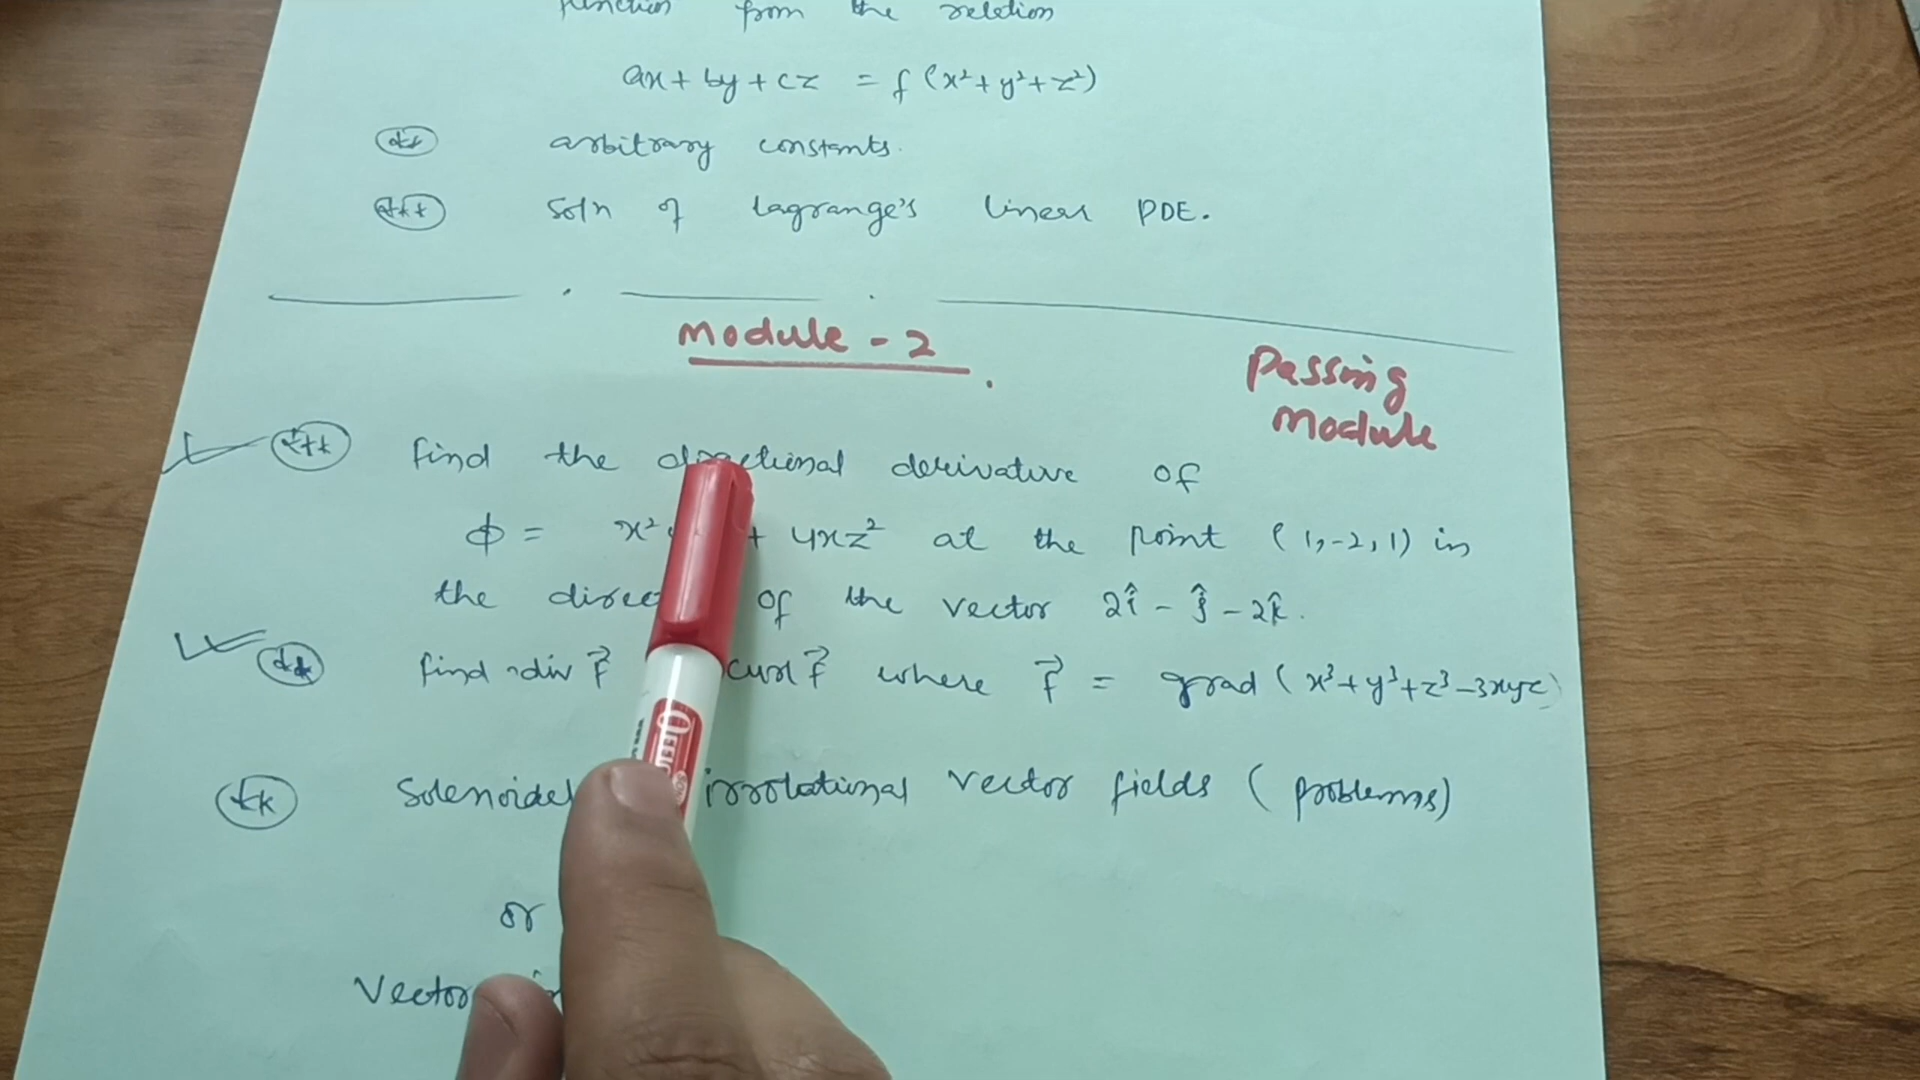 function from the relation
ax + by + cz = f (x² + y² + z²)
arbitrary constants.
soln of lagrange's linear PDE.
Module - 2
Passing
Module
find the directional derivative of
ϕ = x² + 4xz² at the point (1, -2, 1) in
the of the vector 2î - ĵ - 2k̂.
find div F⃗ curl F⃗ where F⃗ = grad (x³ + y³ + z³ - 3xyz)
Solenoidal irrotational vector fields ( problems)
or
Vector